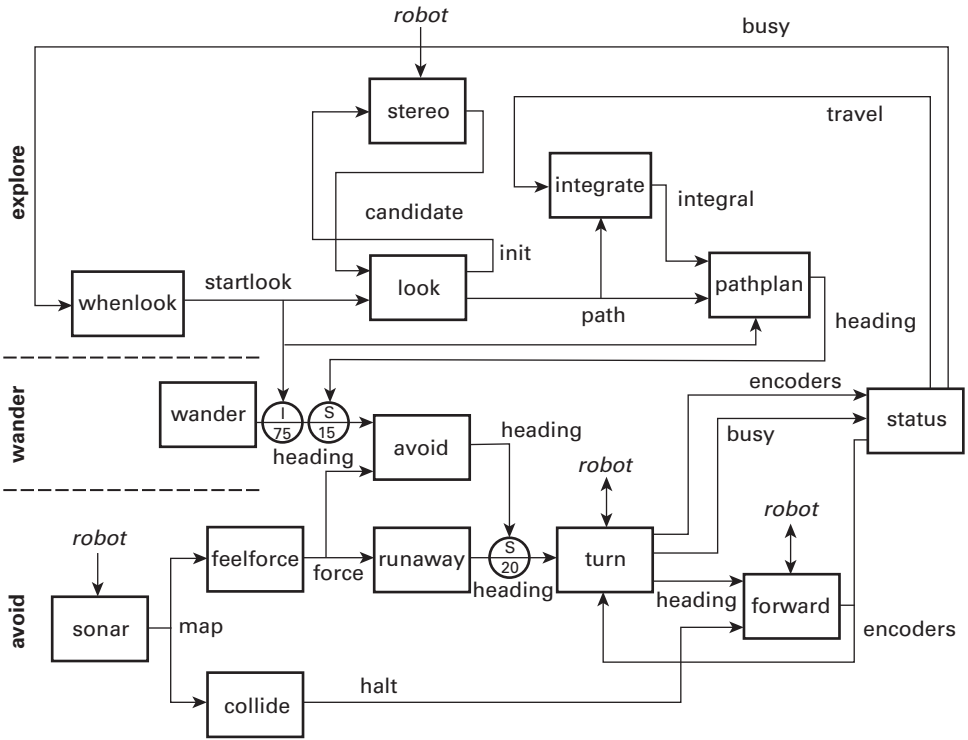 robot
busy
stereo
travel
explore
integrate
integral
candidate
init
startlook
look
pathplan
whenlook
path
heading
wander
wander
I
75
S
15
heading
avoid
heading
encoders
busy
status
robot
robot
robot
feelforce
force
runaway
S
20
heading
turn
heading
forward
encoders
avoid
sonar
map
collide
halt